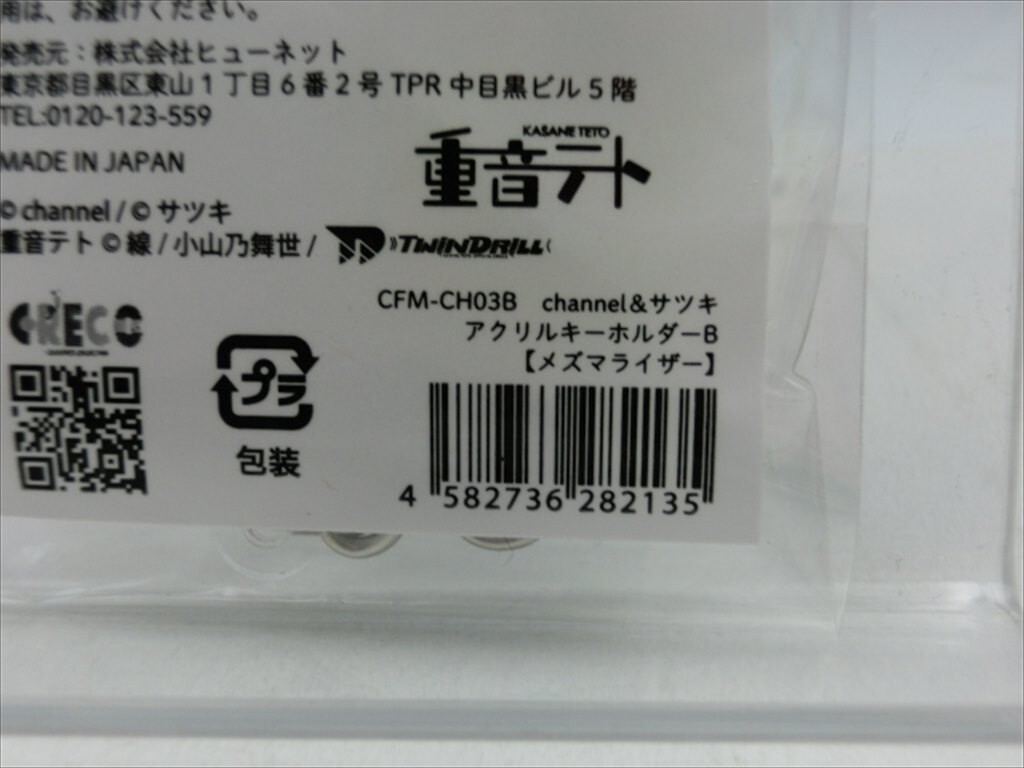 用は、お避けください。
発売元：株式会社ヒューネット
東京都目黒区東山1丁目6番2号 TPR 中目黒ビル5階
TEL:0120-123-559
MADE IN JAPAN
KASANE TETO
重音テト
© channel / © サツキ
重音テト © 線 / 小山乃舞世 / TWINDRILL
CRECO
プラ
包装
CFM-CH03B channel&サツキ
アクリルキーホルダーB
【メズマライザー】
4 582736 282135